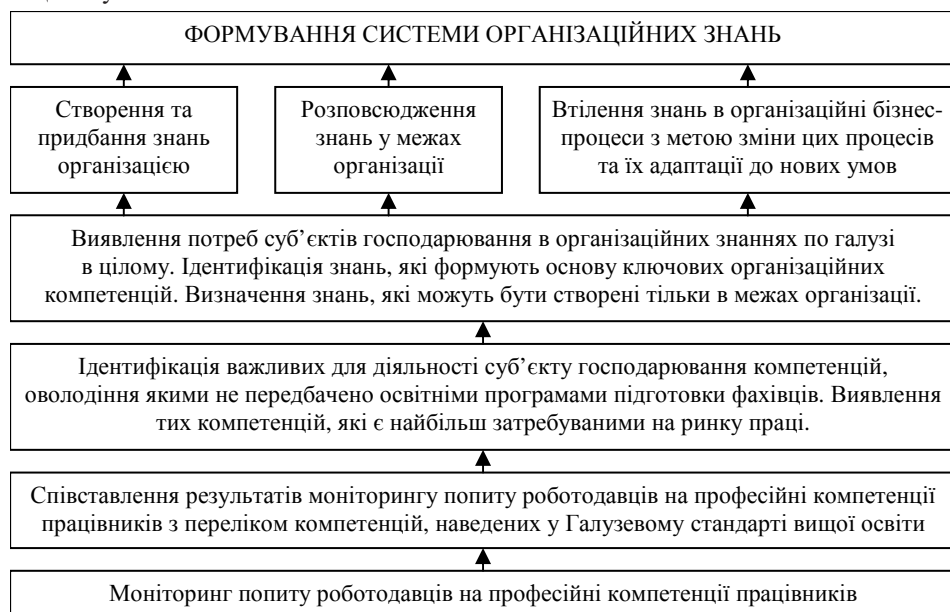 ФОРМУВАННЯ СИСТЕМИ ОРГАНІЗАЦІЙНИХ ЗНАНЬ
Створення та
придбання знань
організацією
Розповсюдження
знань у межах
організації
Втілення знань в організаційні бізнес-
процеси з метою зміни цих процесів
та їх адаптації до нових умов
Виявлення потреб суб’єктів господарювання в організаційних знаннях по галузі
в цілому. Ідентифікація знань, які формують основу ключових організаційних
компетенцій. Визначення знань, які можуть бути створені тільки в межах організації.
Ідентифікація важливих для діяльності суб’єкту господарювання компетенцій,
оволодіння якими не передбачено освітніми програмами підготовки фахівців. Виявлення
тих компетенцій, які є найбільш затребуваними на ринку праці.
Співставлення результатів моніторингу попиту роботодавців на професійні компетенції
працівників з переліком компетенцій, наведених у Галузевому стандарті вищої освіти
Моніторинг попиту роботодавців на професійні компетенції працівників